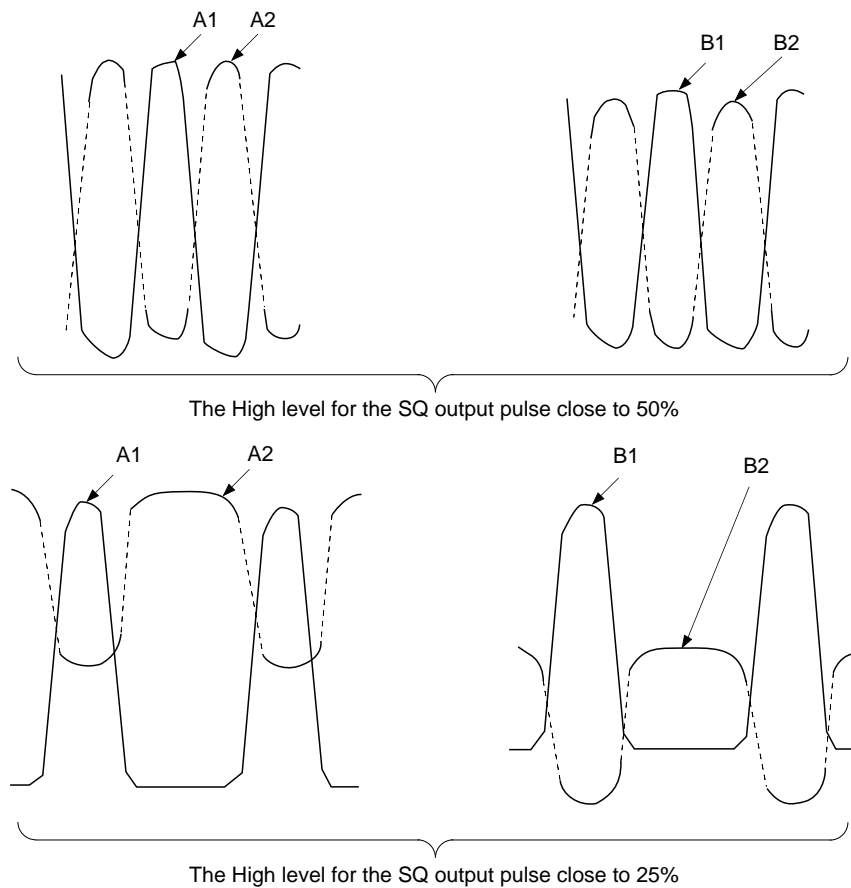 A1 A2
B1 B2
The High level for the SQ output pulse close to 50%
A1 A2
B1 B2
The High level for the SQ output pulse close to 25%